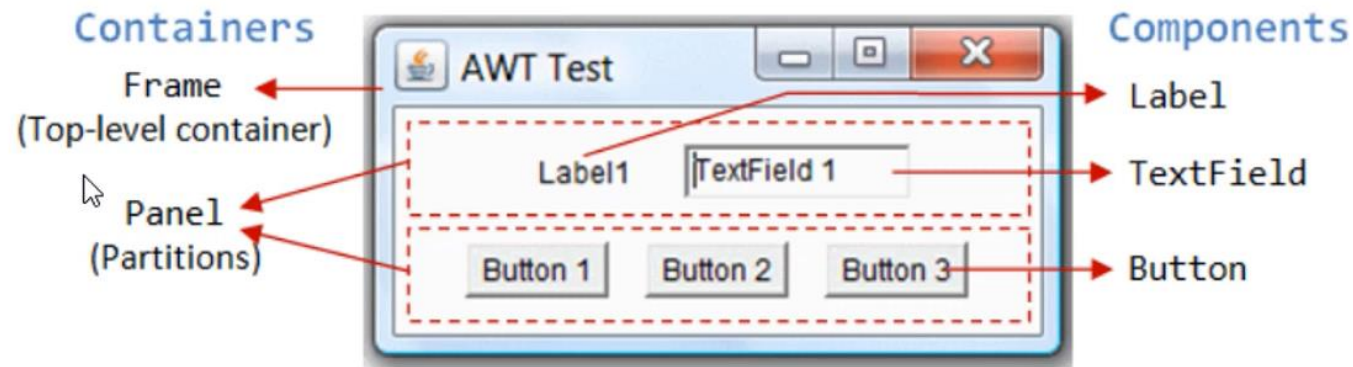 Containers
Frame
(Top-level container)
Panel
(Partitions)
AWT Test
Label1
TextField 1
Button 1
Button 2
Button 3
Components
Label
TextField
Button